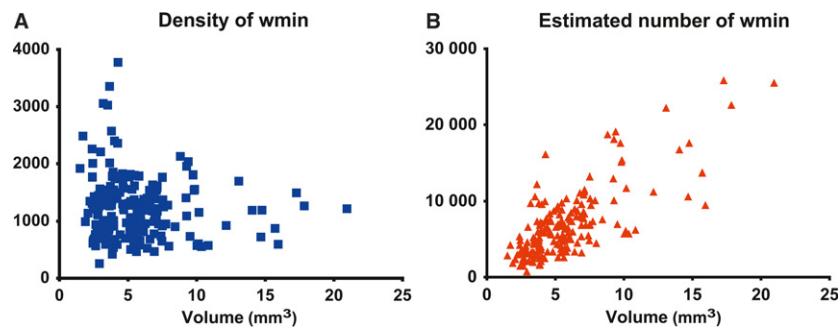 A Density of wmin
4000
3000
2000
1000
0
0 5 10 15 20 25
Volume (mm³)
B Estimated number of wmin
30 000
20 000
10 000
0
0 5 10 15 20 25
Volume (mm³)